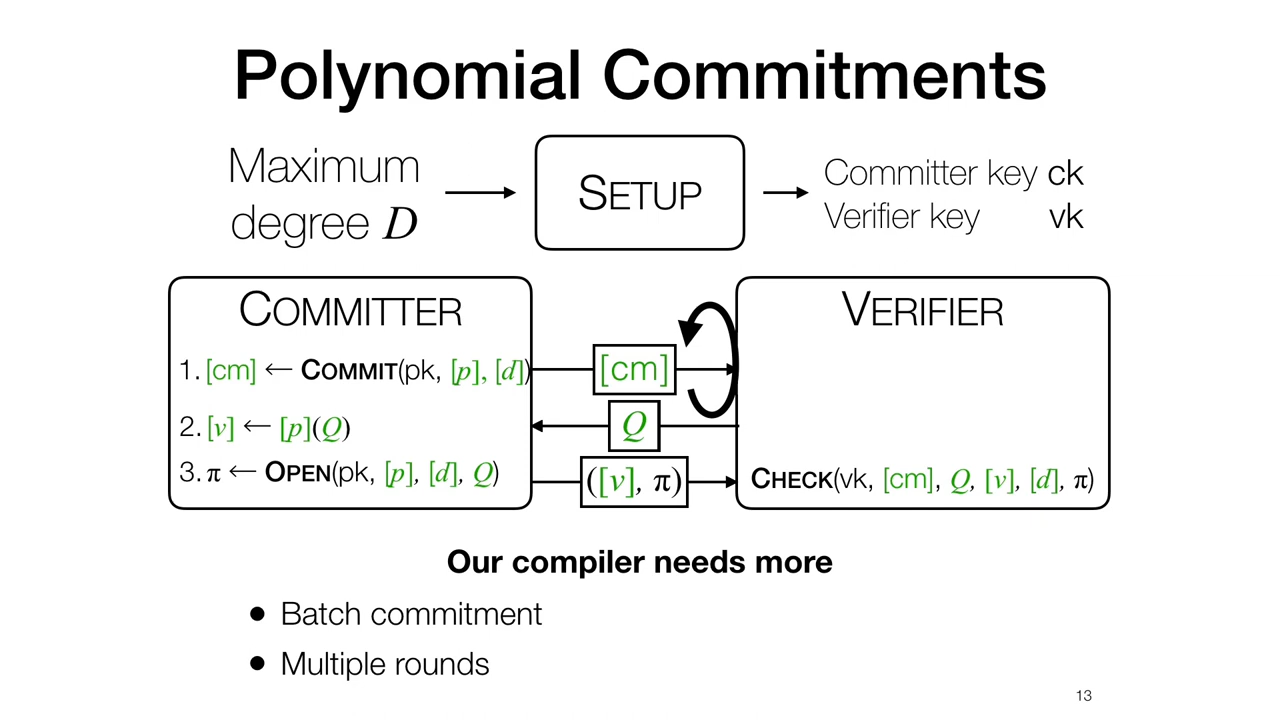 Polynomial Commitments
Maximum
degree D
SETUP
Committer key ck
Verifier key vk
COMMITTER
VERIFIER
1. [cm] ← COMMIT(pk, [p], [d])
[cm]
2. [v] ← [p](Q)
Q
3. π ← OPEN(pk, [p], [d], Q)
([v], π)
CHECK(vk, [cm], Q, [v], [d], π)
Our compiler needs more
• Batch commitment
• Multiple rounds
13